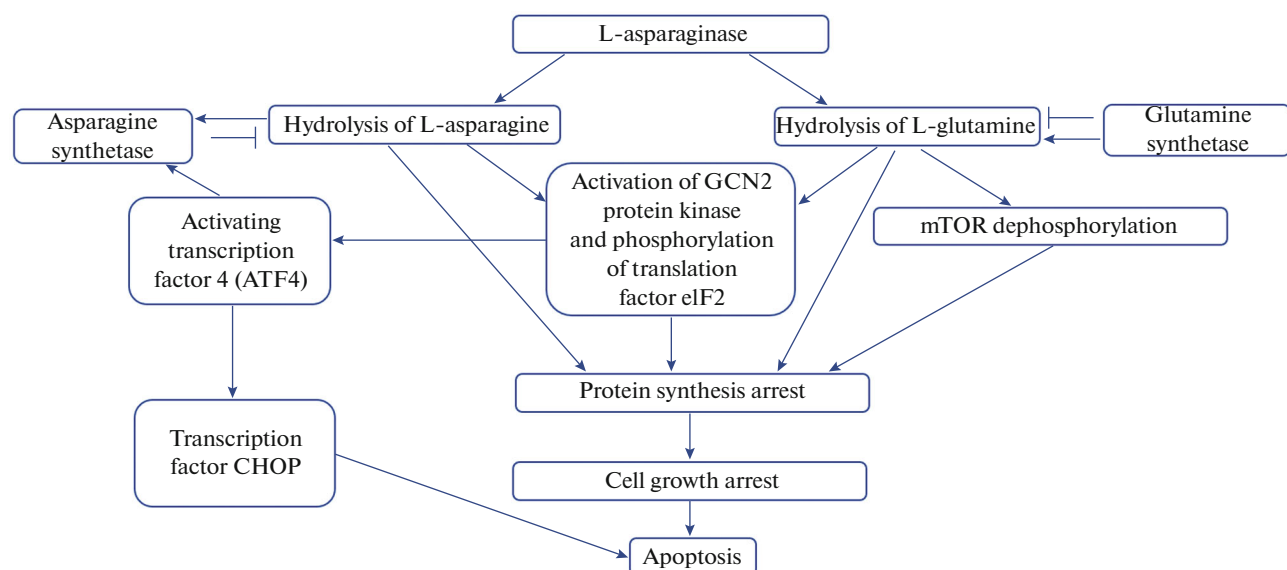 L-asparaginase
Asparagine
synthetase
Hydrolysis of L-asparagine
Hydrolysis of L-glutamine
Glutamine
synthetase
Activating
transcription
factor 4 (ATF4)
Activation of GCN2
protein kinase
and phosphorylation
of translation
factor elF2
mTOR dephosphorylation
Protein synthesis arrest
Transcription
factor CHOP
Cell growth arrest
Apoptosis